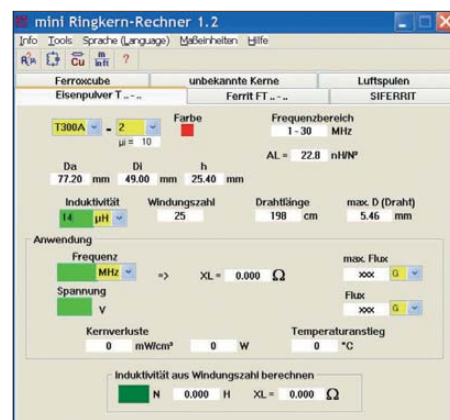 mini Ringkern-Rechner 1.2
Info Tools Sprache (Language) Maßeinheiten Hilfe
Cu m in ft ?
Ferroxcube unbekannte Kerne Luftspulen
Eisenpulver T .. - .. Ferrit FT .. - .. SIFERRIT
Farbe Frequenzbereich
T300A - 2 1 - 30 MHz
µi = 10
AL = 22.8 nH/N²
Da Di h
77.20 mm 49.00 mm 25.40 mm
Induktivität Windungszahl Drahtlänge max. D (Draht)
14 µH 25 198 cm 5.46 mm
Anwendung
Frequenz max. Flux
MHz => XL = 0.000 Ω xxx G
Spannung Flux
V xxx G
Kernverluste Temperaturanstieg
0 mW/cm³ 0 W 0 °C
Induktivität aus Windungszahl berechnen
N 0.000 H XL = 0.000 Ω